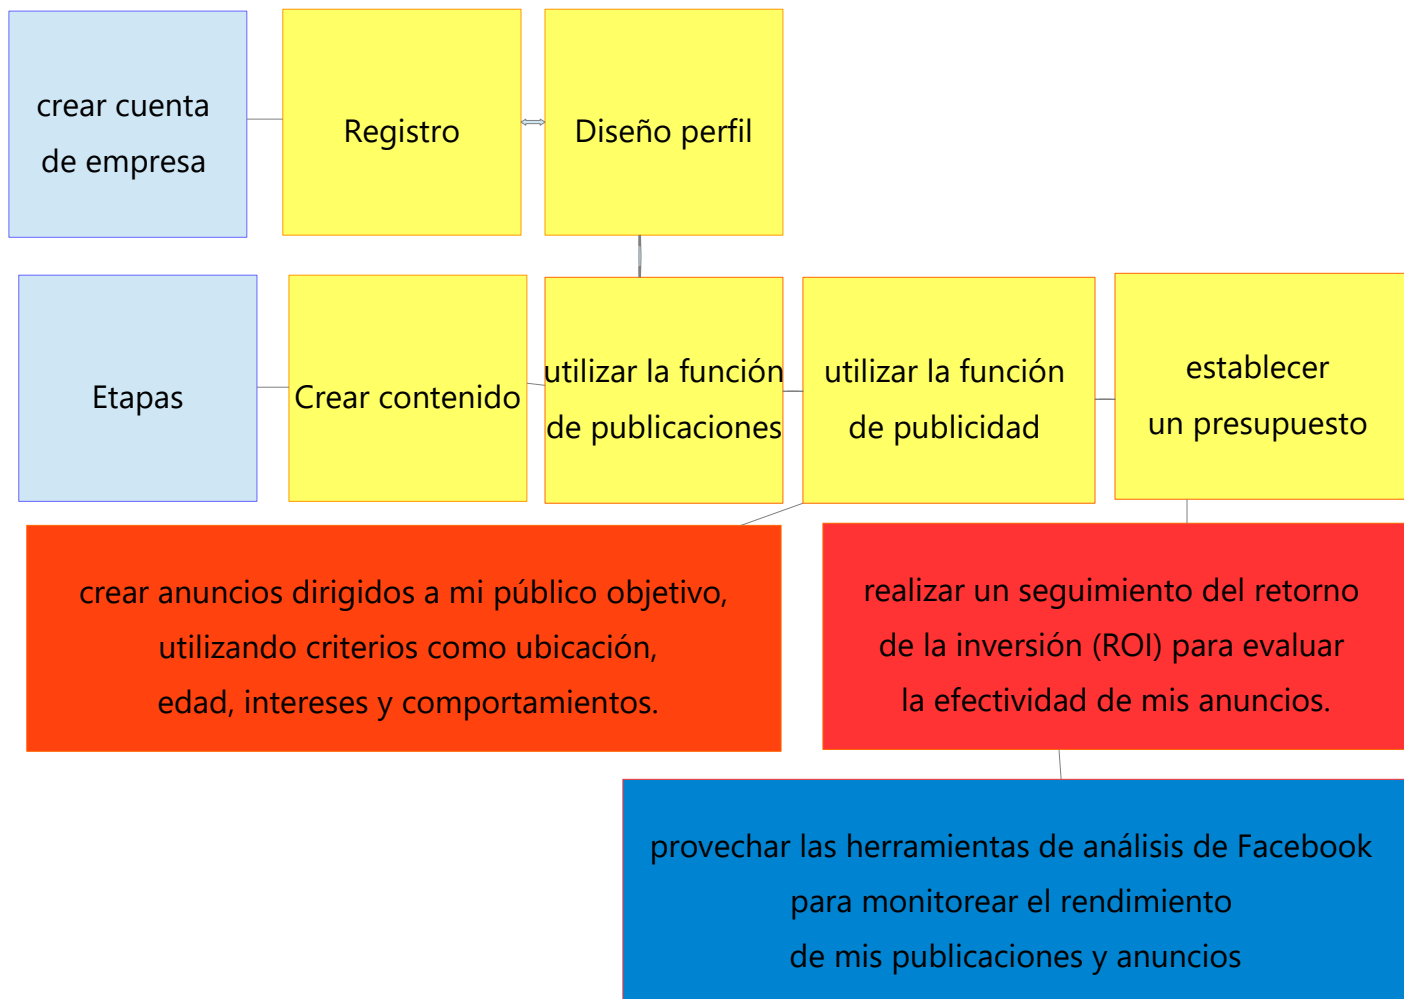 crear cuenta
de empresa
Registro
Diseño perfil
Etapas
Crear contenido
utilizar la función
de publicaciones
utilizar la función
de publicidad
establecer
un presupuesto
crear anuncios dirigidos a mi público objetivo,
utilizando criterios como ubicación,
edad, intereses y comportamientos.
realizar un seguimiento del retorno
de la inversión (ROI) para evaluar
la efectividad de mis anuncios.
provechar las herramientas de análisis de Facebook
para monitorear el rendimiento
de mis publicaciones y anuncios